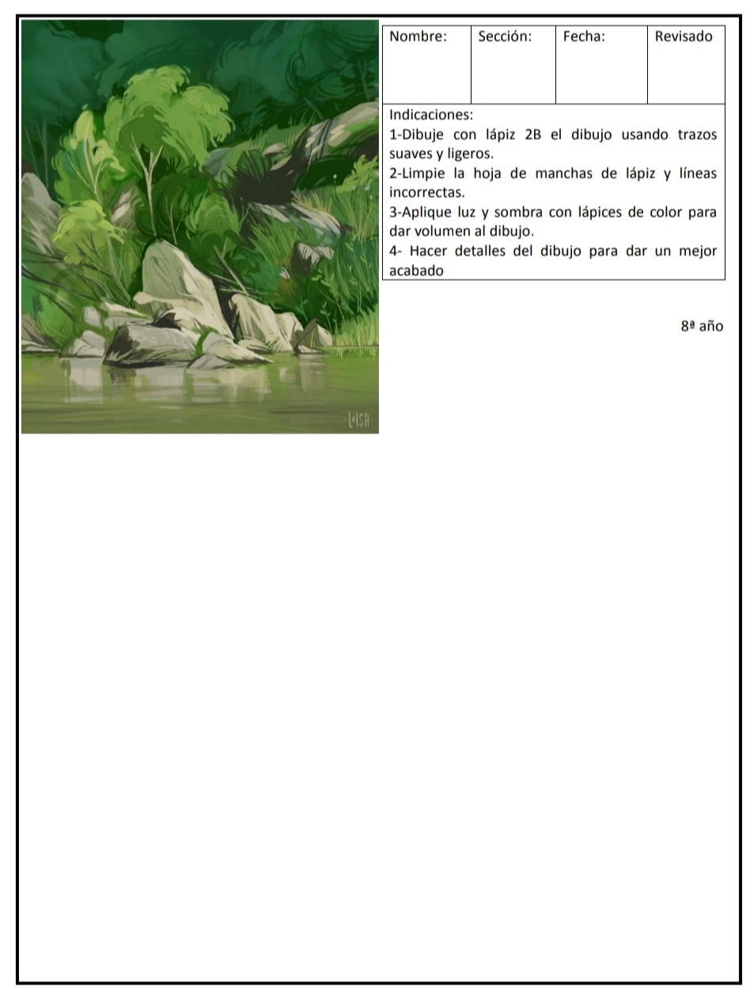 Nombre:
Sección:
Fecha:
Revisado
Indicaciones:
1-Dibuje con lápiz 2B el dibujo usando trazos
suaves y ligeros.
2-Limpie la hoja de manchas de lápiz y líneas
incorrectas.
3-Aplique luz y sombra con lápices de color para
dar volumen al dibujo.
4- Hacer detalles del dibujo para dar un mejor
acabado
8ª año
LOISH